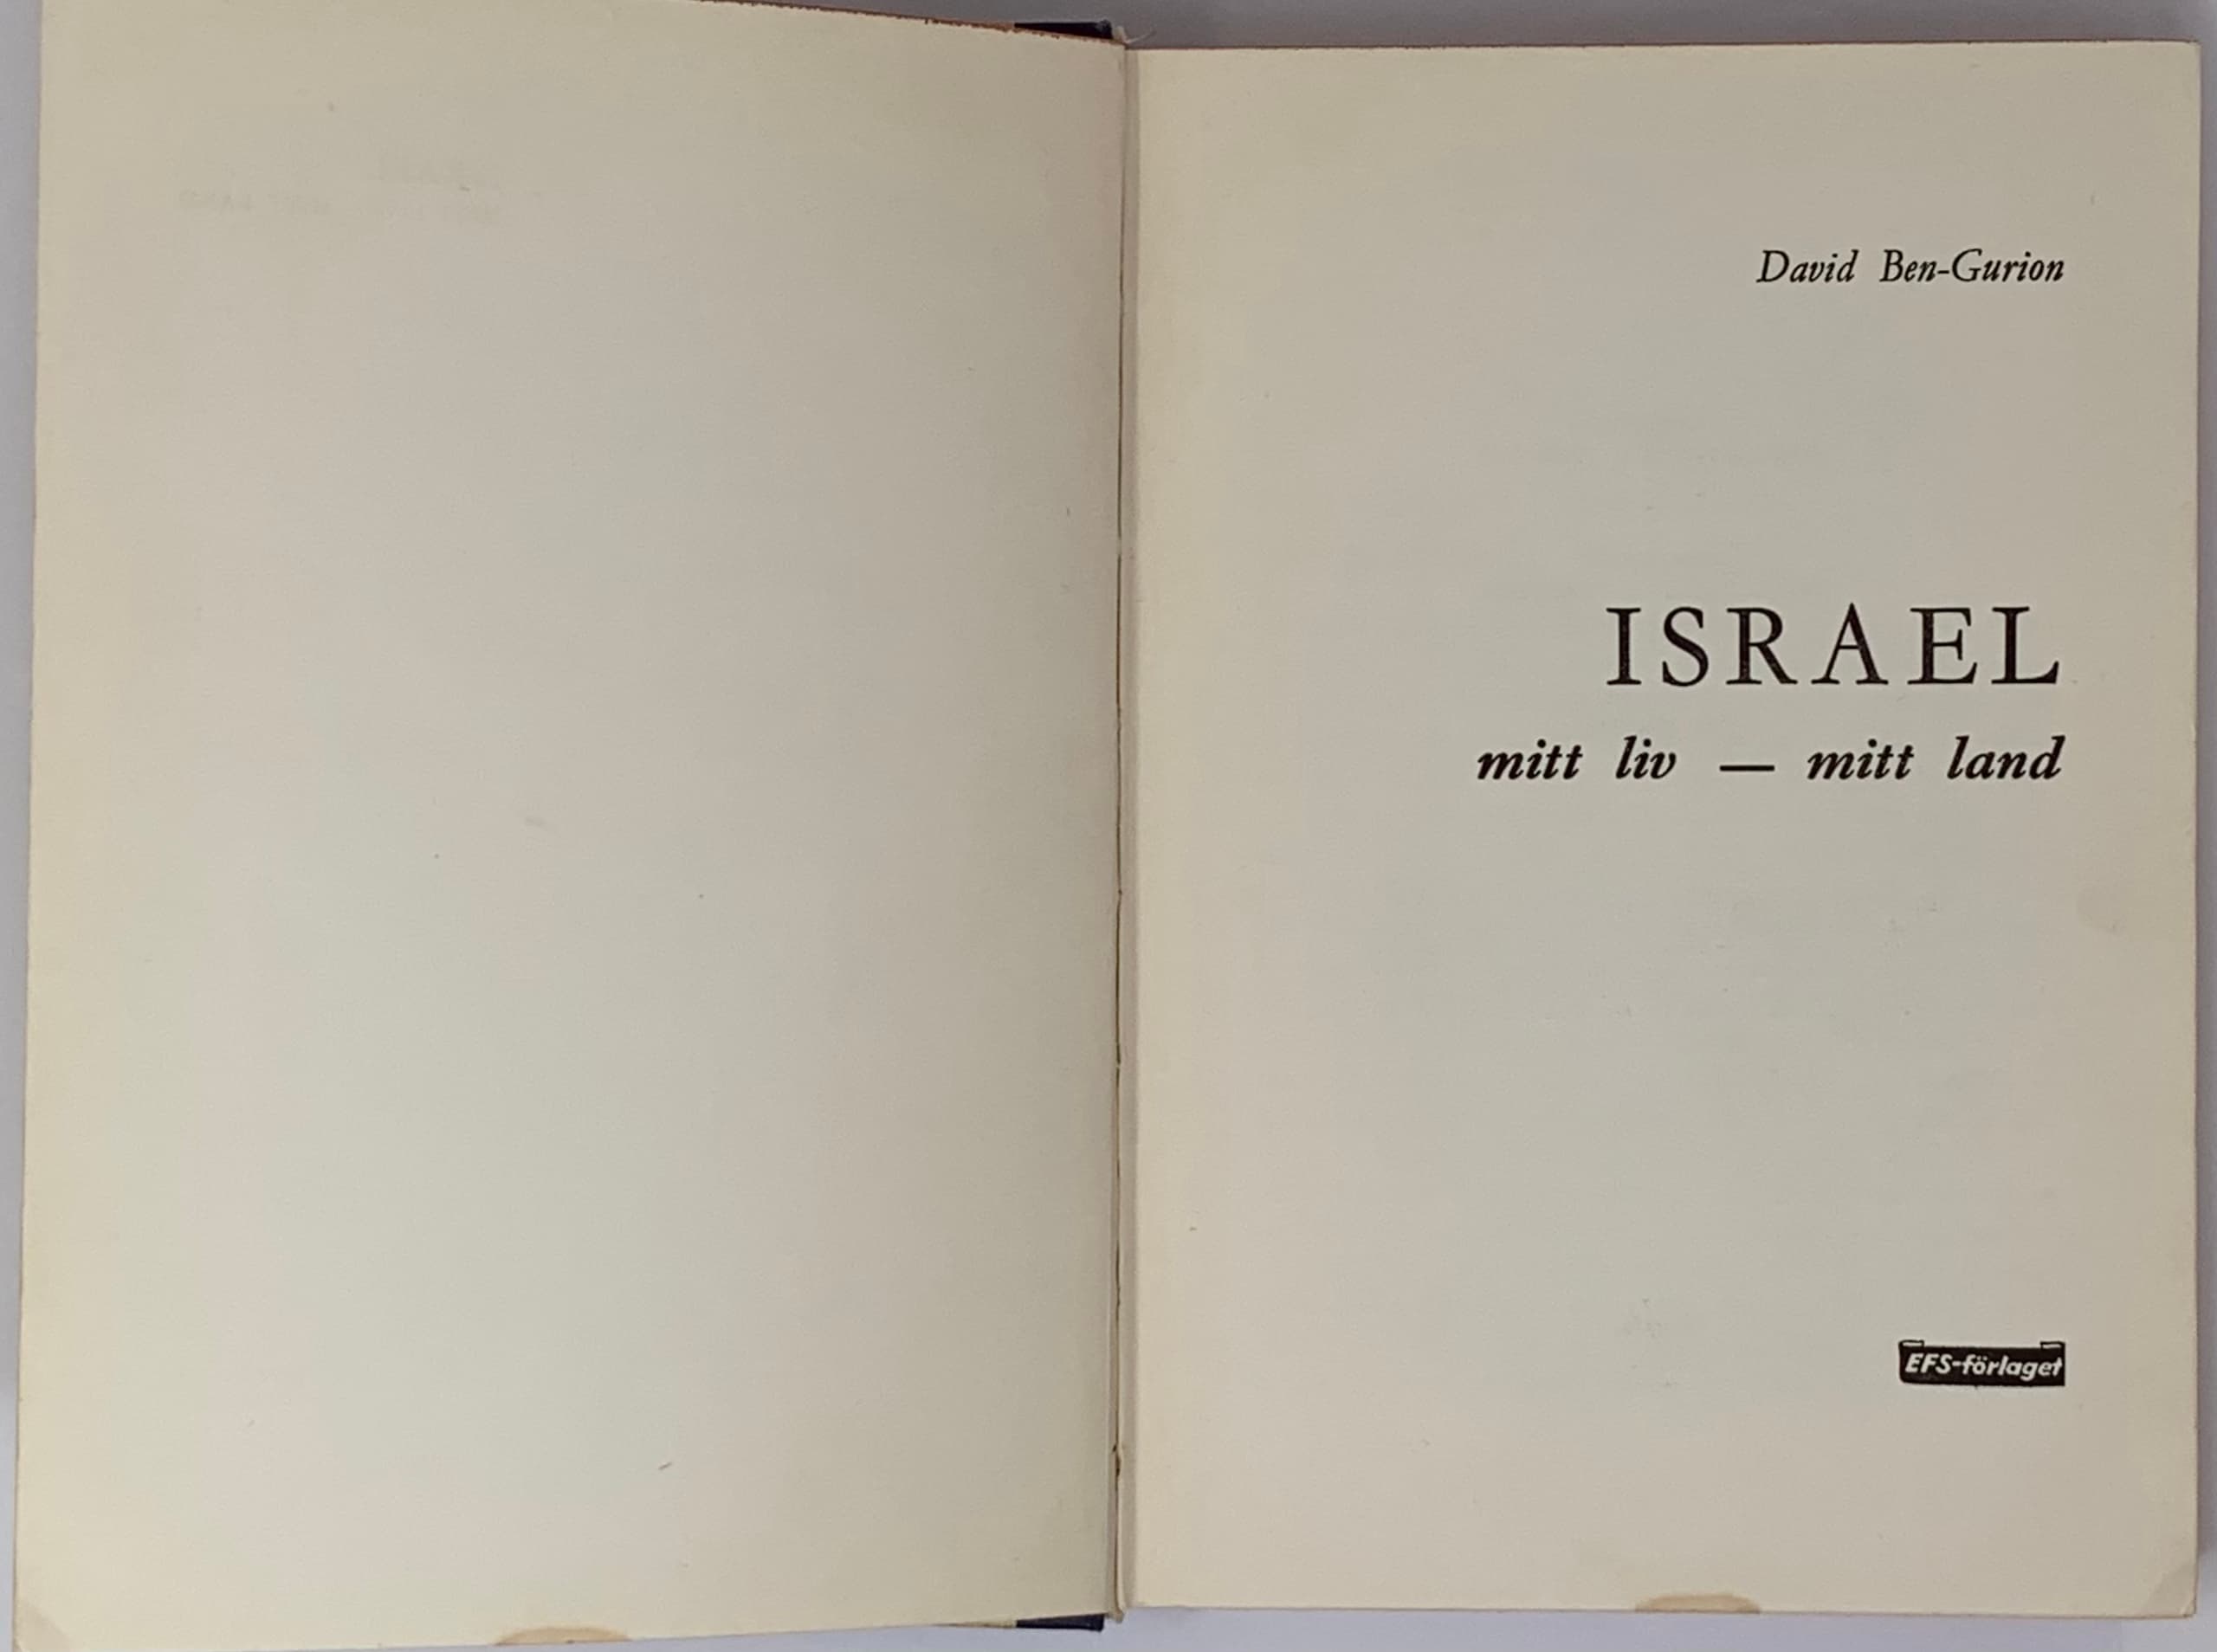 David Ben-Gurion
ISRAEL
mitt liv — mitt land
EFS-förlaget